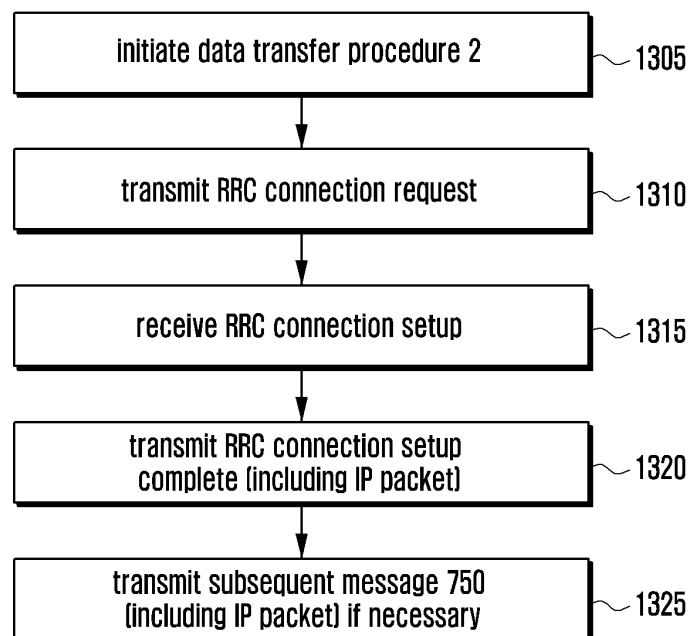 initiate data transfer procedure 2
1305
transmit RRC connection request
1310
receive RRC connection setup
1315
transmit RRC connection setup
complete (including IP packet)
1320
transmit subsequent message 750
(including IP packet) if necessary
1325